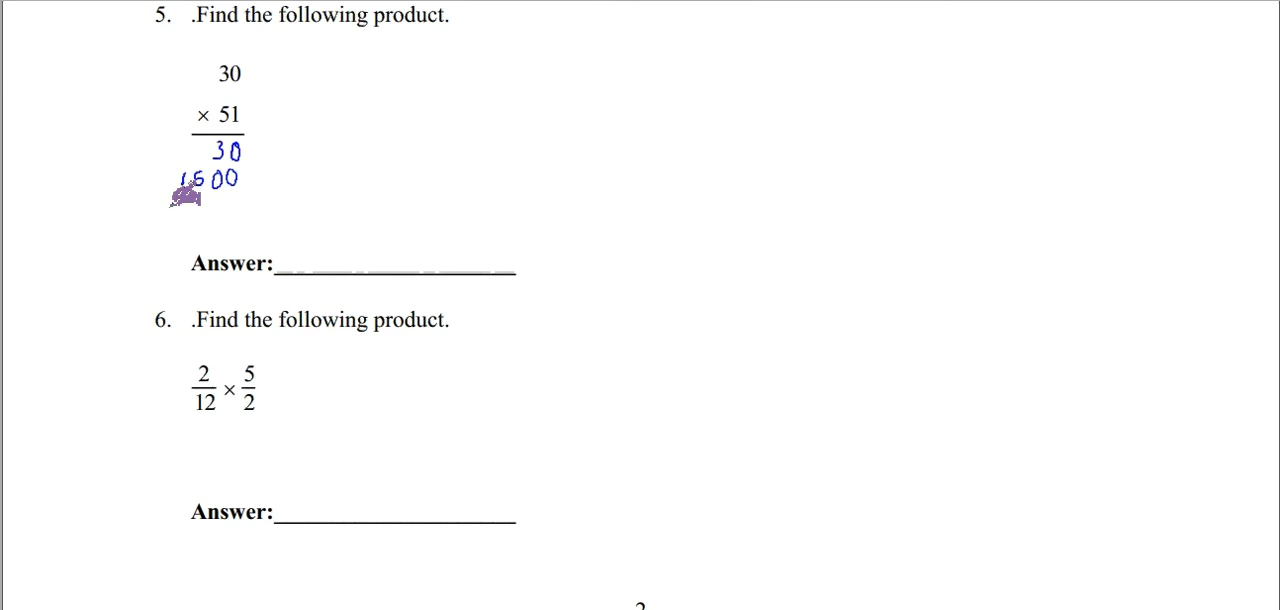 5. .Find the following product.
30
× 51
30
1500
Answer:
6. .Find the following product.
2/12 × 5/2
Answer: